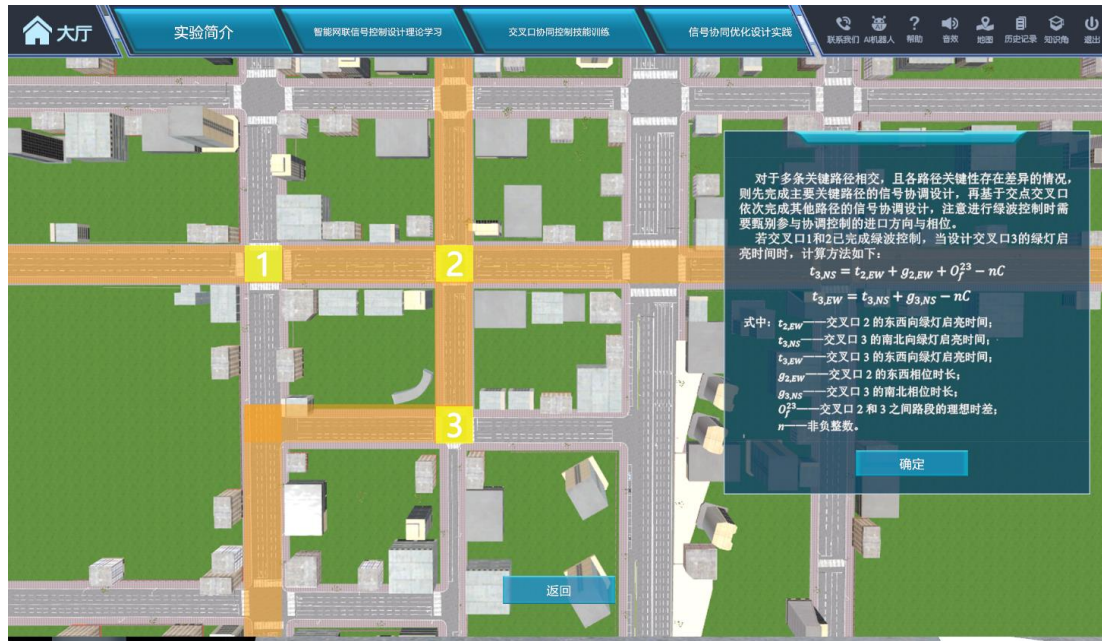 大厅
实验简介
智能网联信号控制设计理论学习
交叉口协同控制技能训练
信号协同优化设计实践
联系我们 AI机器人 帮助 音效 地图 历史记录 知识角 退出
对于多条关键路径相交，且各路径关键性存在差异的情况，
则先完成主要关键路径的信号协调设计，再基于交点交叉口
依次完成其他路径的信号协调设计，注意进行绿波控制时需
要甄别参与协调控制的进口方向与相位。
若交叉口1和2已完成绿波控制，当设计交叉口3的绿灯启
亮时间时，计算方法如下：
$t_{3,NS} = t_{2,EW} + g_{2,EW} + O_f^{23} - nC$
$t_{3,EW} = t_{3,NS} + g_{3,NS} - nC$
式中：$t_{2,EW}$——交叉口 2 的东西向绿灯启亮时间；
$t_{3,NS}$——交叉口 3 的南北向绿灯启亮时间；
$t_{3,EW}$——交叉口 3 的东西向绿灯启亮时间；
$g_{2,EW}$——交叉口 2 的东西相位时长；
$g_{3,NS}$——交叉口 3 的南北相位时长；
$O_f^{23}$——交叉口 2 和 3 之间路段的理想时差；
$n$——非负整数。
确定
1
2
3
返回